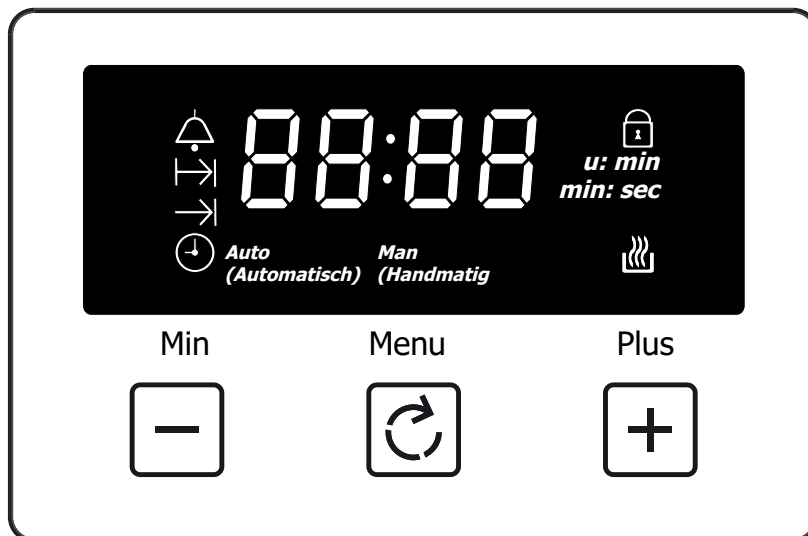 88:88
u: min
min: sec
Auto Man
(Automatisch) (Handmatig
Min Menu Plus